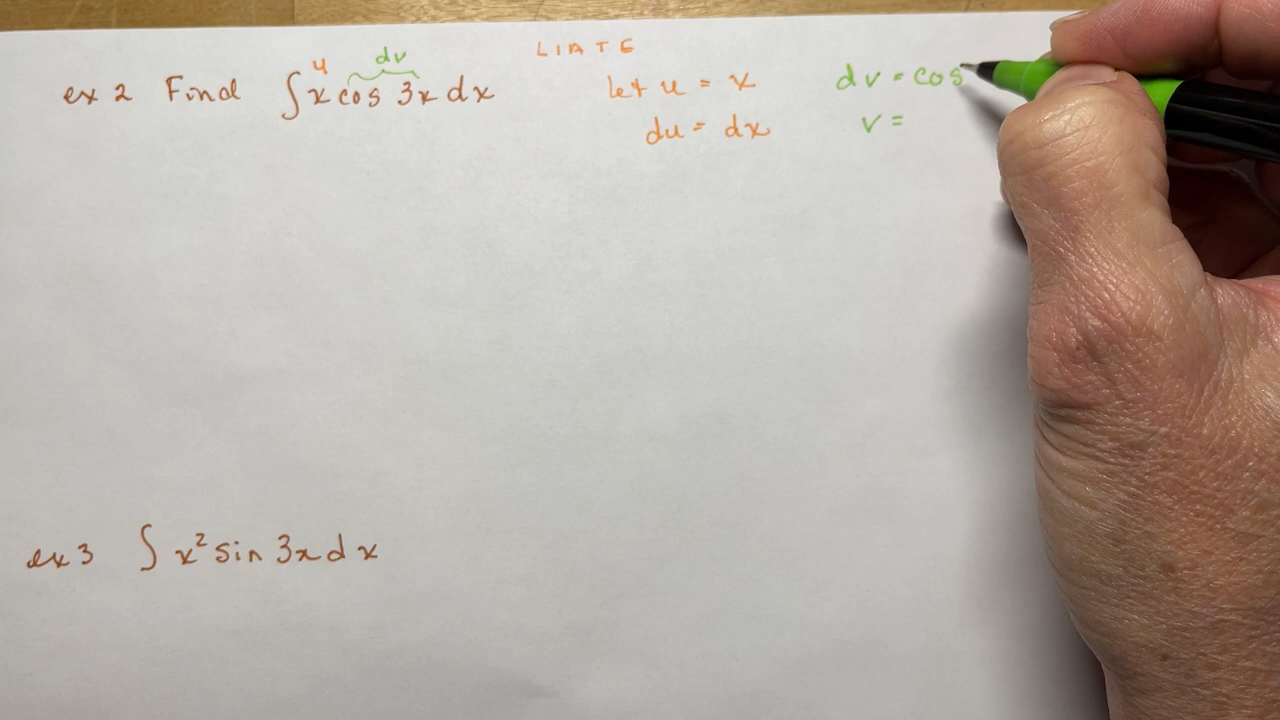 LIATE
u dv
ex 2 Find ∫ x cos 3x dx let u = x dv = cos
du = dx v =
ex 3 ∫ x² sin 3x dx